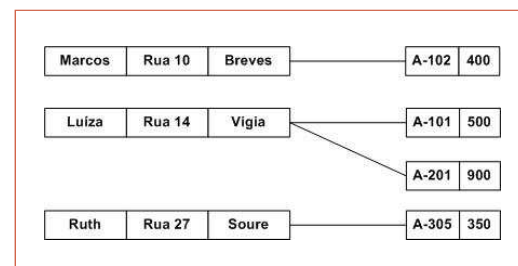 Marcos Rua 10 Breves A-102 400
Luíza Rua 14 Vigia A-101 500
A-201 900
Ruth Rua 27 Soure A-305 350